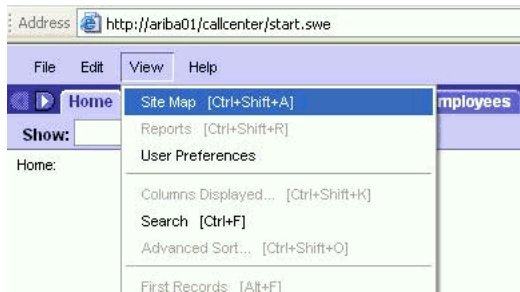 Address http://ariba01/callcenter/start.swe
File Edit View Help
Home mployees
Site Map [Ctrl+Shift+A]
Show:
Reports [Ctrl+Shift+R]
Home:
User Preferences
Columns Displayed... [Ctrl+Shift+K]
Search [Ctrl+F]
Advanced Sort... [Ctrl+Shift+O]
First Records [Alt+F]